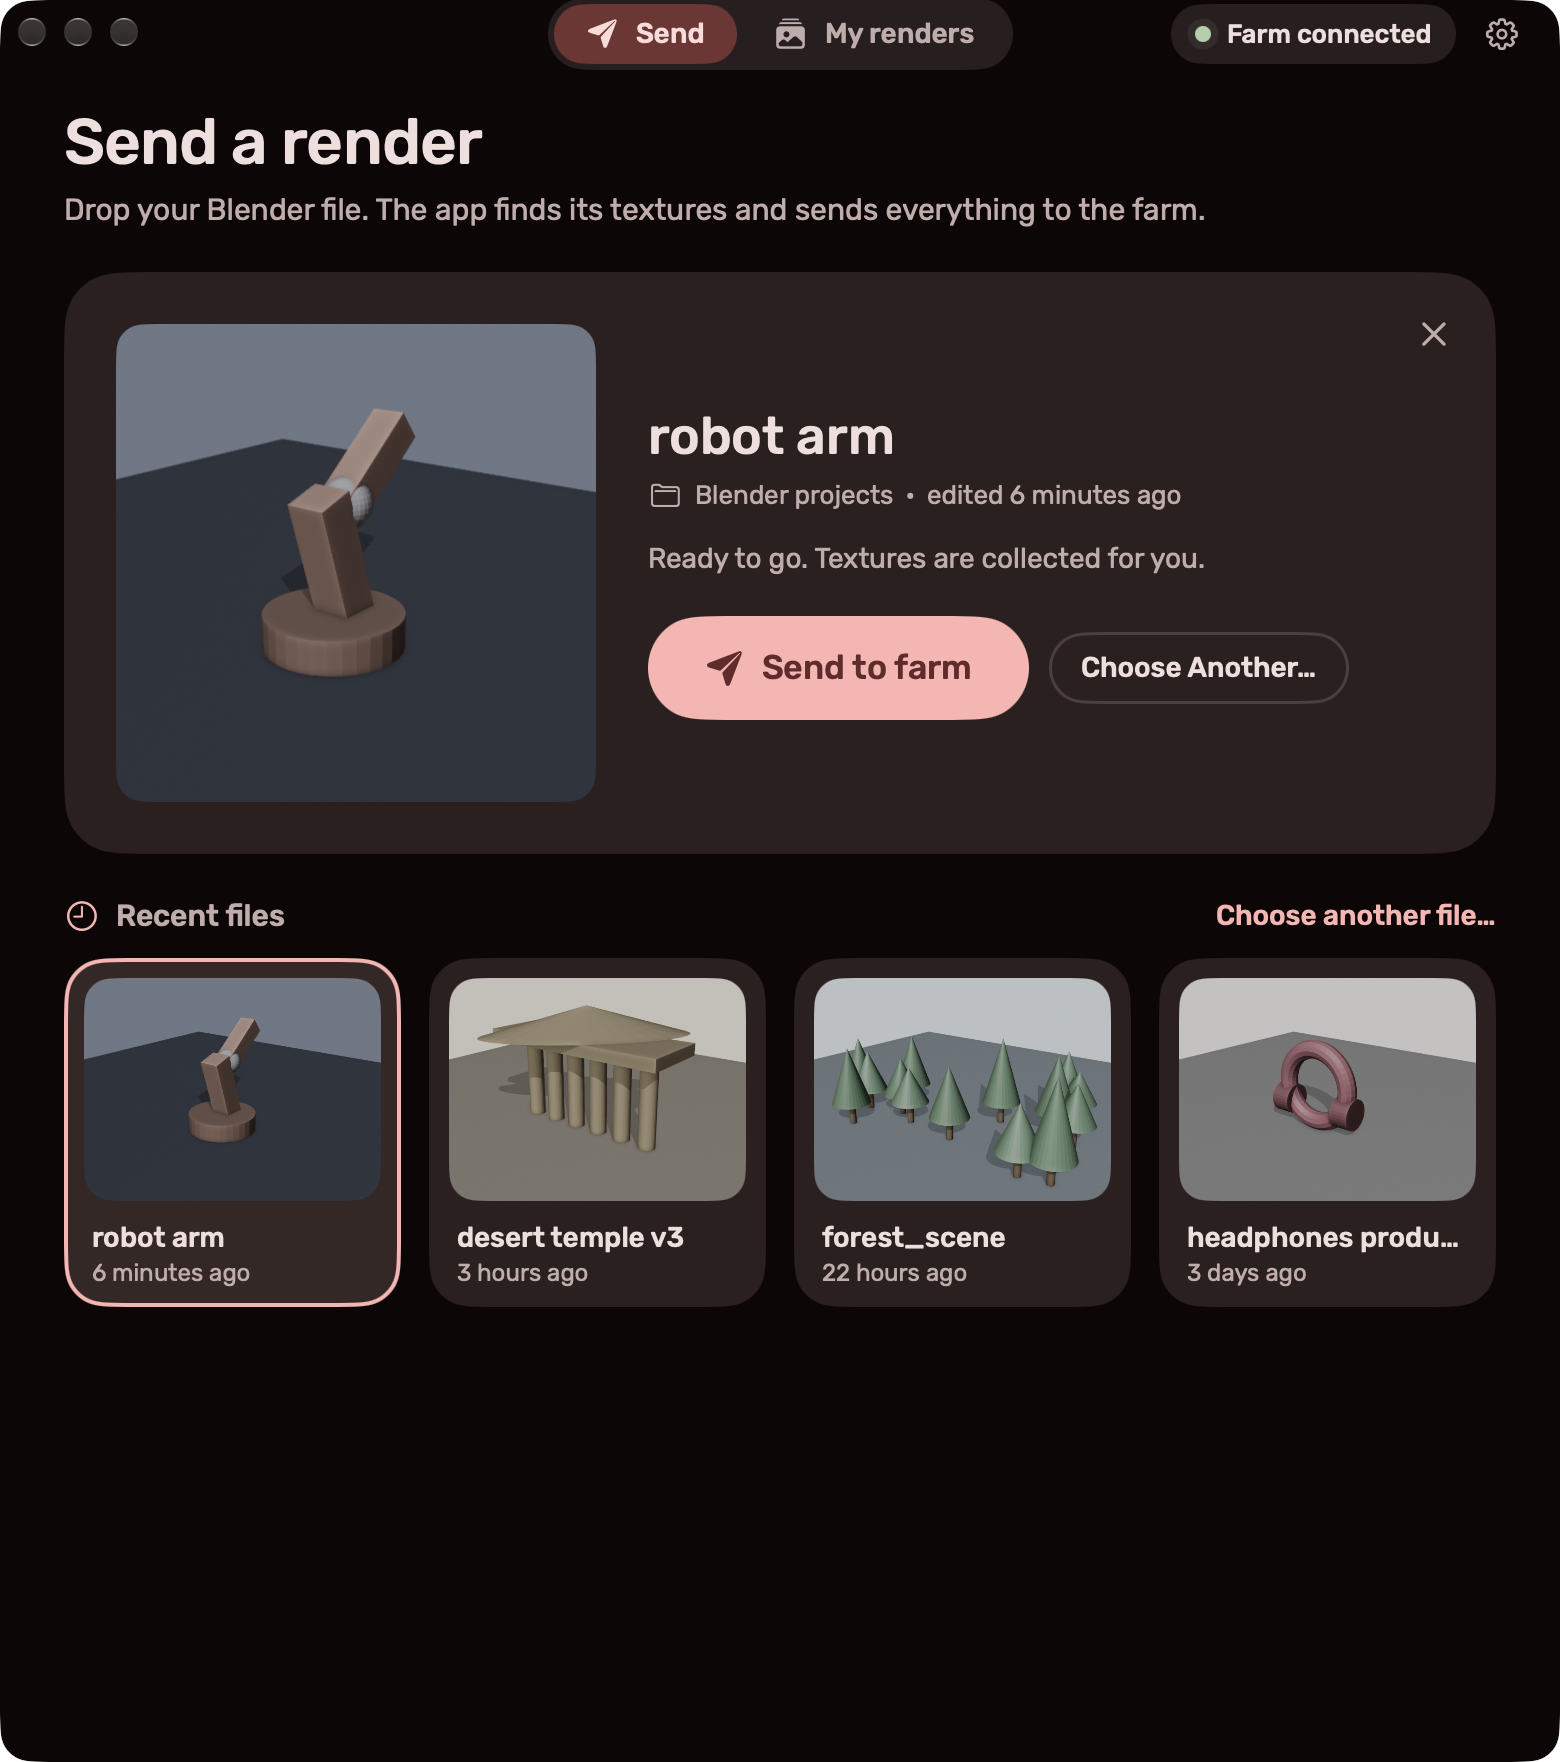 Send
My renders
Farm connected
Send a render
Drop your Blender file. The app finds its textures and sends everything to the farm.
robot arm
Blender projects • edited 6 minutes ago
Ready to go. Textures are collected for you.
Send to farm
Choose Another…
Recent files
Choose another file…
robot arm
6 minutes ago
desert temple v3
3 hours ago
forest_scene
22 hours ago
headphones produ…
3 days ago